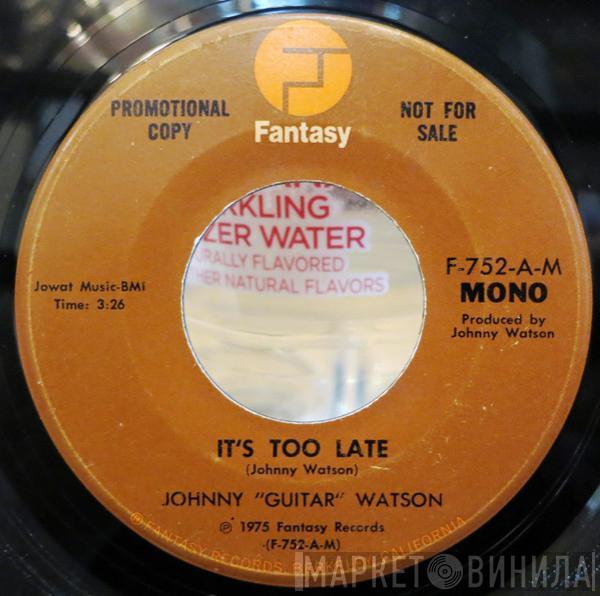 Fantasy
PROMOTIONAL
COPY
NOT FOR
SALE
KLING
ZER WATER
URALLY FLAVORED
HER NATURAL FLAVORS
Jowat Music-BMI
Time: 3:26
F-752-A-M
MONO
Produced by
Johnny Watson
IT'S TOO LATE
(Johnny Watson)
JOHNNY "GUITAR" WATSON
℗ 1975 Fantasy Records
(F-752-A-M)
© FANTASY RECORDS, CALIFORNIA
МАРКЕТ ВИНИЛА